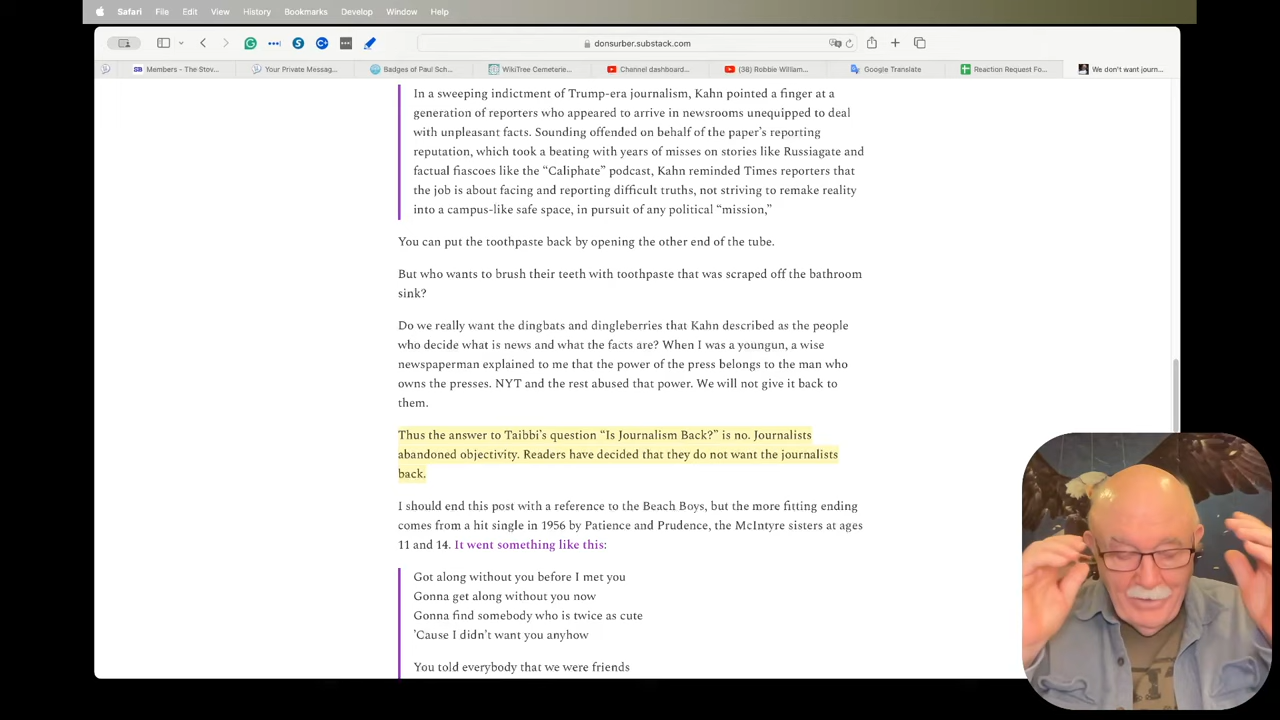 Safari File Edit View History Bookmarks Develop Window Help
donsurber.substack.com
Members - The Stov... Your Private Messag... Badges of Paul Sch... WikiTree Cemeterie... Channel dashboard... (38) Robbie William... Google Translate Reaction Request Fo... We don't want journ...
In a sweeping indictment of Trump-era journalism, Kahn pointed a finger at a
generation of reporters who appeared to arrive in newsrooms unequipped to deal
with unpleasant facts. Sounding offended on behalf of the paper's reporting
reputation, which took a beating with years of misses on stories like Russiagate and
factual fiascoes like the “Caliphate” podcast, Kahn reminded Times reporters that
the job is about facing and reporting difficult truths, not striving to remake reality
into a campus-like safe space, in pursuit of any political “mission,”
You can put the toothpaste back by opening the other end of the tube.
But who wants to brush their teeth with toothpaste that was scraped off the bathroom
sink?
Do we really want the dingbats and dingleberries that Kahn described as the people
who decide what is news and what the facts are? When I was a youngun, a wise
newspaperman explained to me that the power of the press belongs to the man who
owns the presses. NYT and the rest abused that power. We will not give it back to
them.
Thus the answer to Taibbi's question “Is Journalism Back?” is no. Journalists
abandoned objectivity. Readers have decided that they do not want the journalists
back.
I should end this post with a reference to the Beach Boys, but the more fitting ending
comes from a hit single in 1956 by Patience and Prudence, the McIntyre sisters at ages
11 and 14. It went something like this:
Got along without you before I met you
Gonna get along without you now
Gonna find somebody who is twice as cute
'Cause I didn't want you anyhow
You told everybody that we were friends